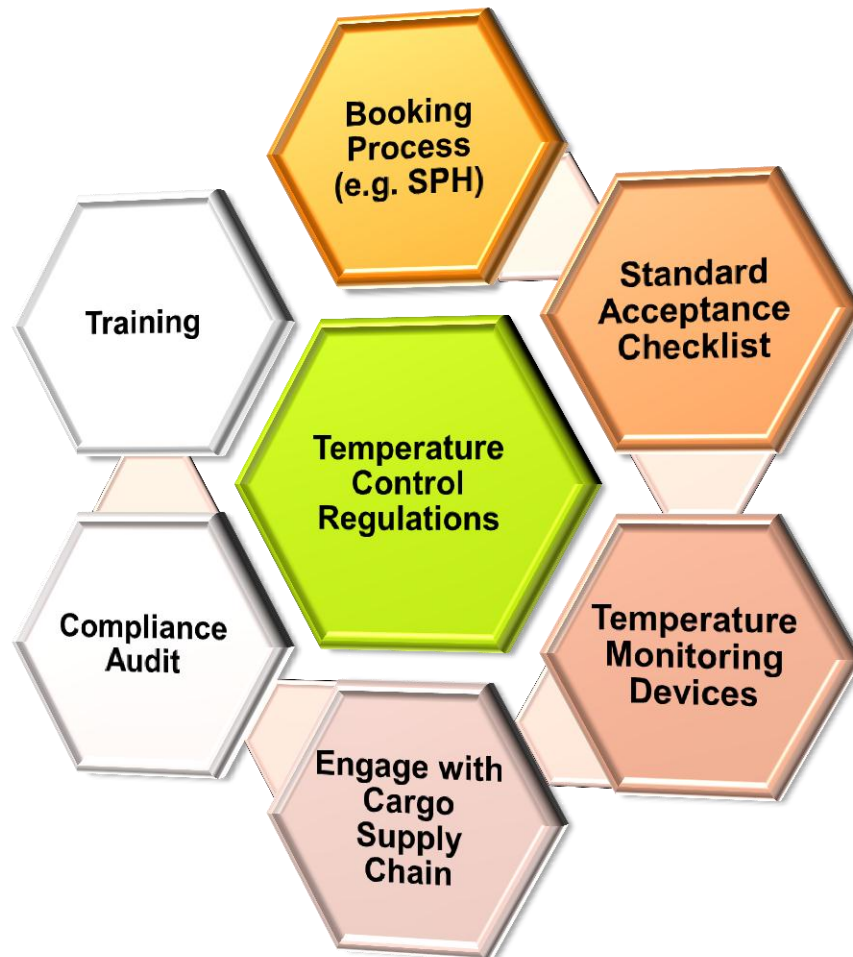 Booking
Process
(e.g. SPH)
Standard
Acceptance
Checklist
Training
Temperature
Control
Regulations
Temperature
Monitoring
Devices
Compliance
Audit
Engage with
Cargo
Supply
Chain